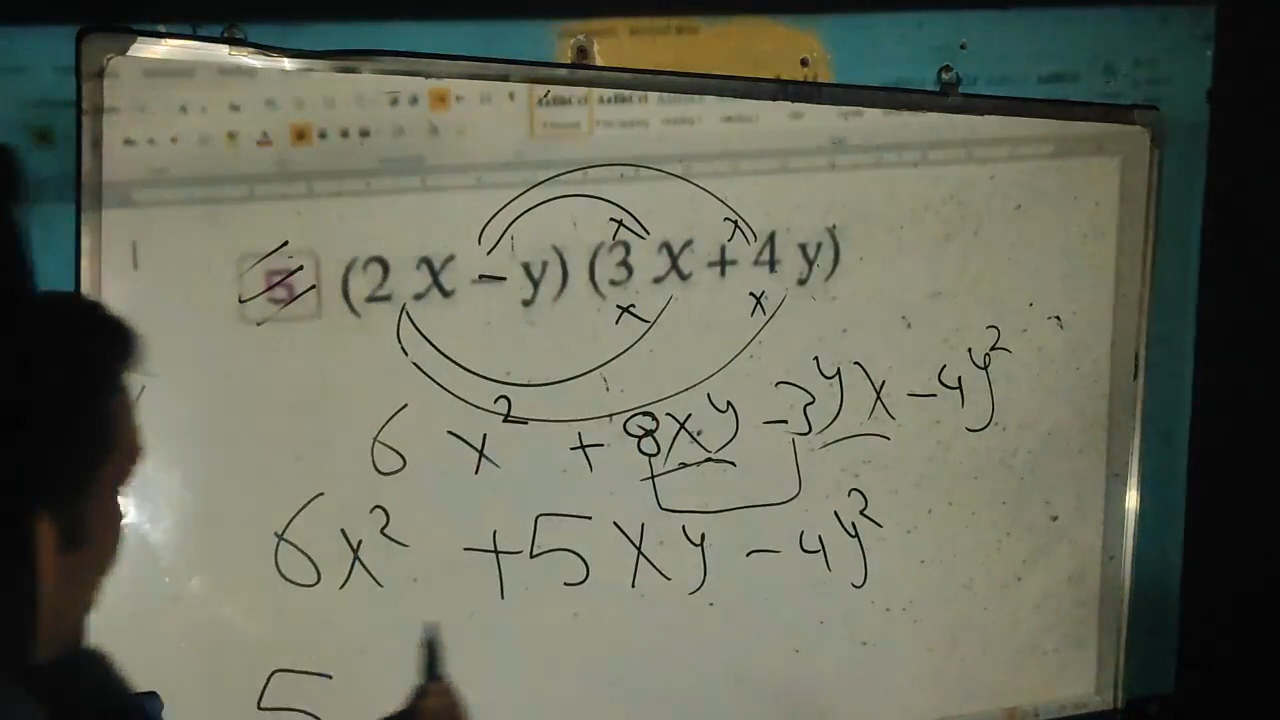 5 (2x-y)(3x+4y)
6x² + 8xy - 3yx - 4y²
6x² + 5xy - 4y²
5